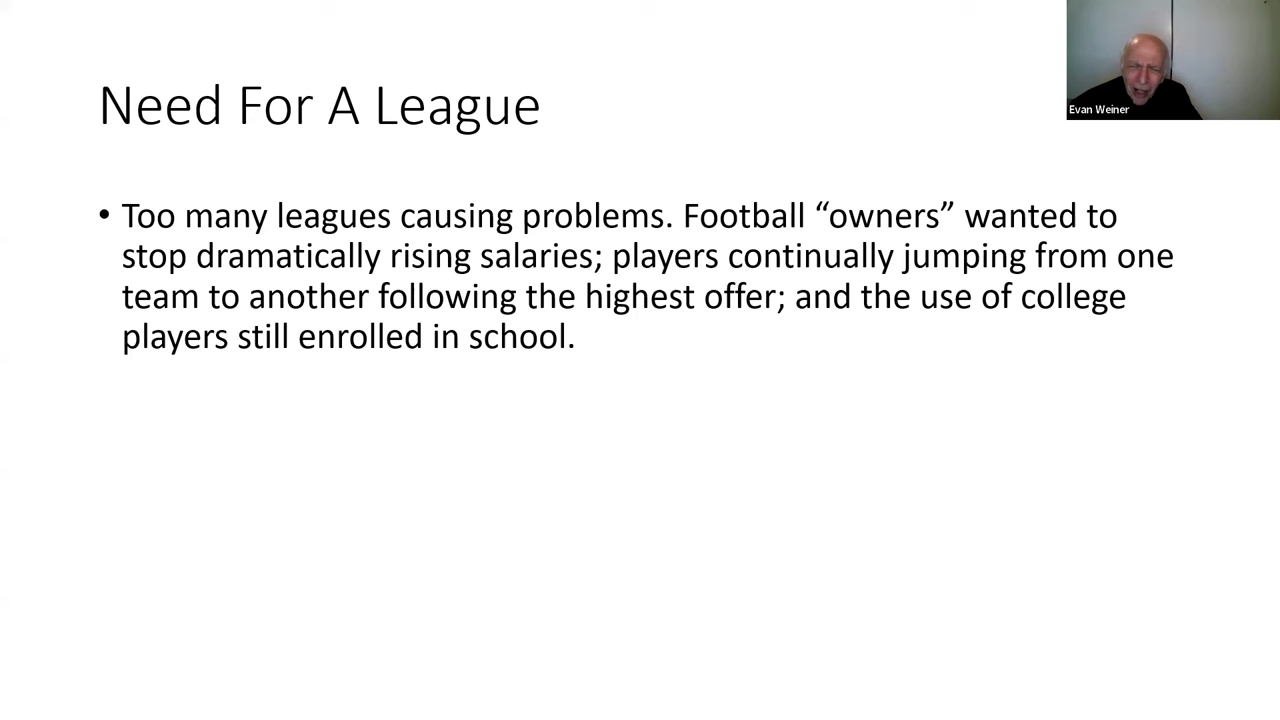 Need For A League
Evan Weiner
• Too many leagues causing problems. Football “owners” wanted to
stop dramatically rising salaries; players continually jumping from one
team to another following the highest offer; and the use of college
players still enrolled in school.